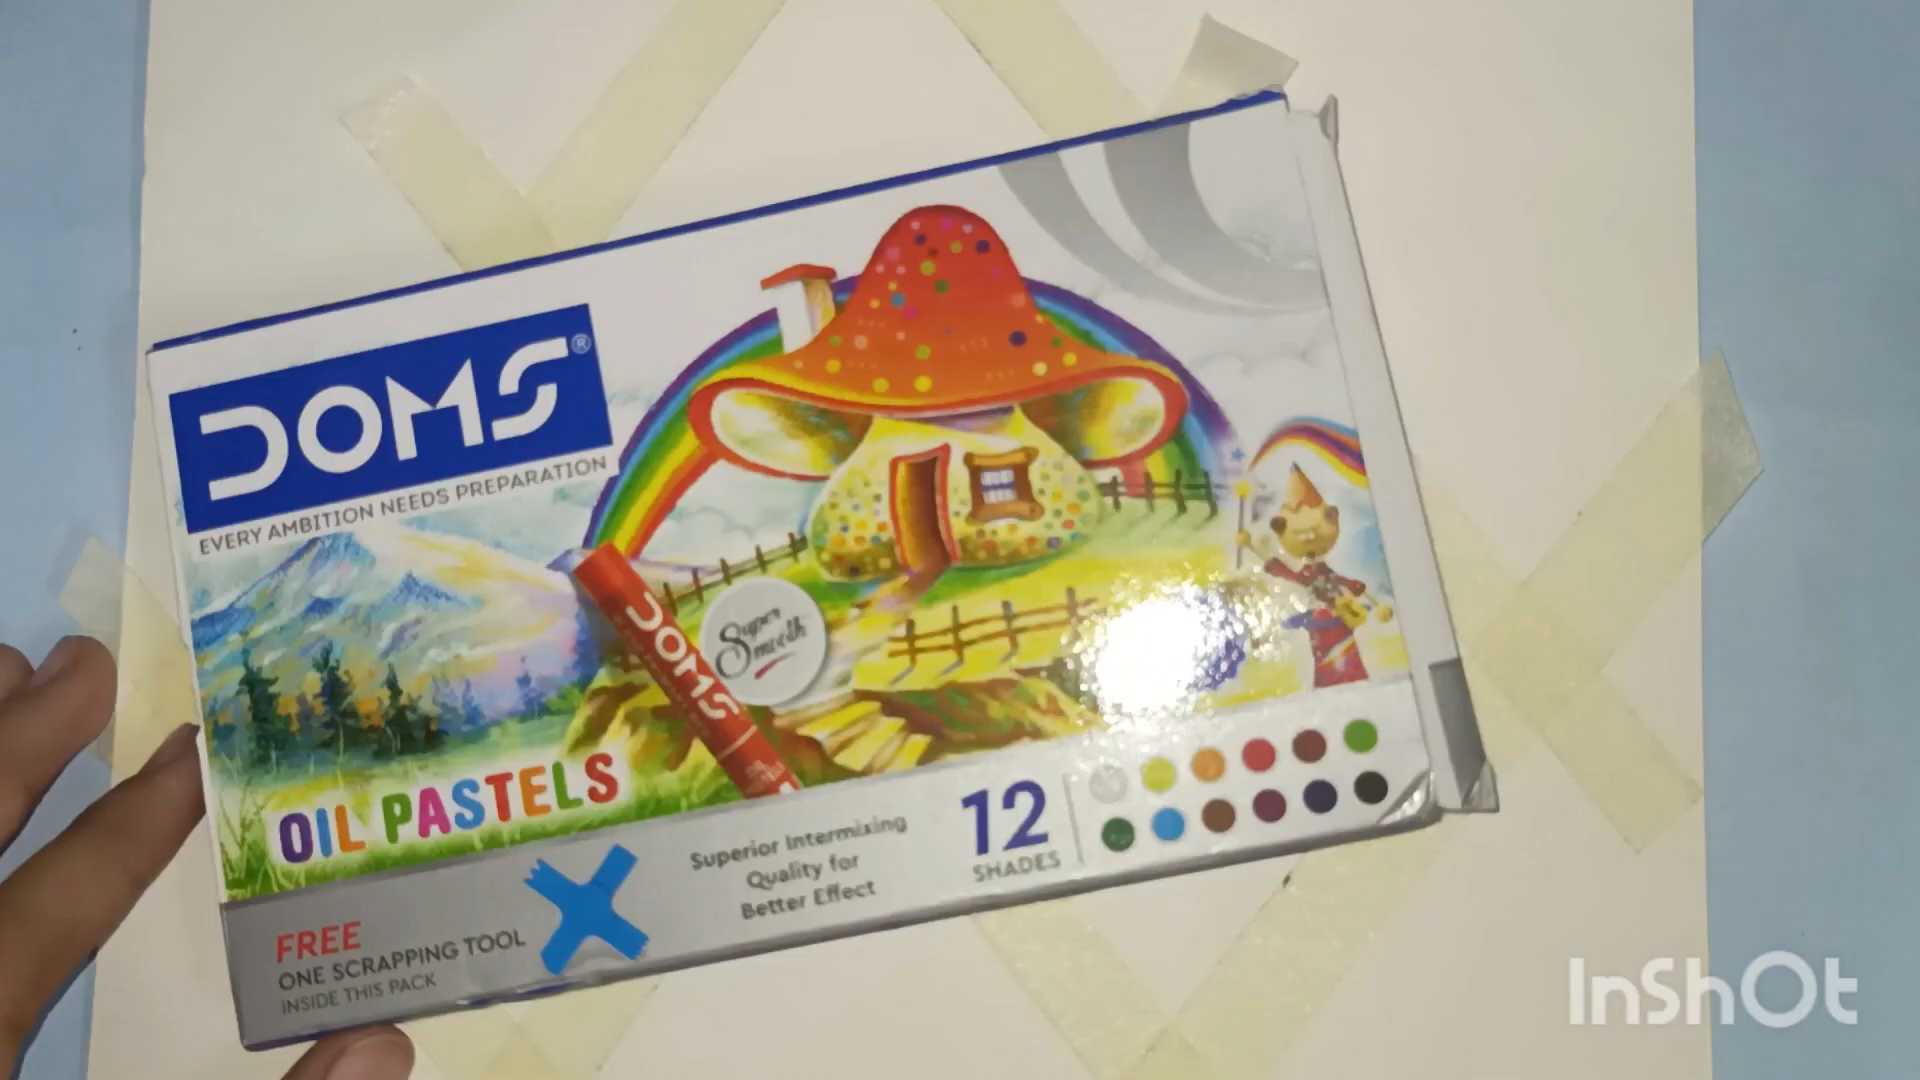 DOMS®
EVERY AMBITION NEEDS PREPARATION
Super
Smooth
DOMS
OIL PASTELS
FREE
ONE SCRAPPING TOOL
INSIDE THIS PACK
Superior Intermixing
Quality for
Better Effect
12
SHADES
InShOt